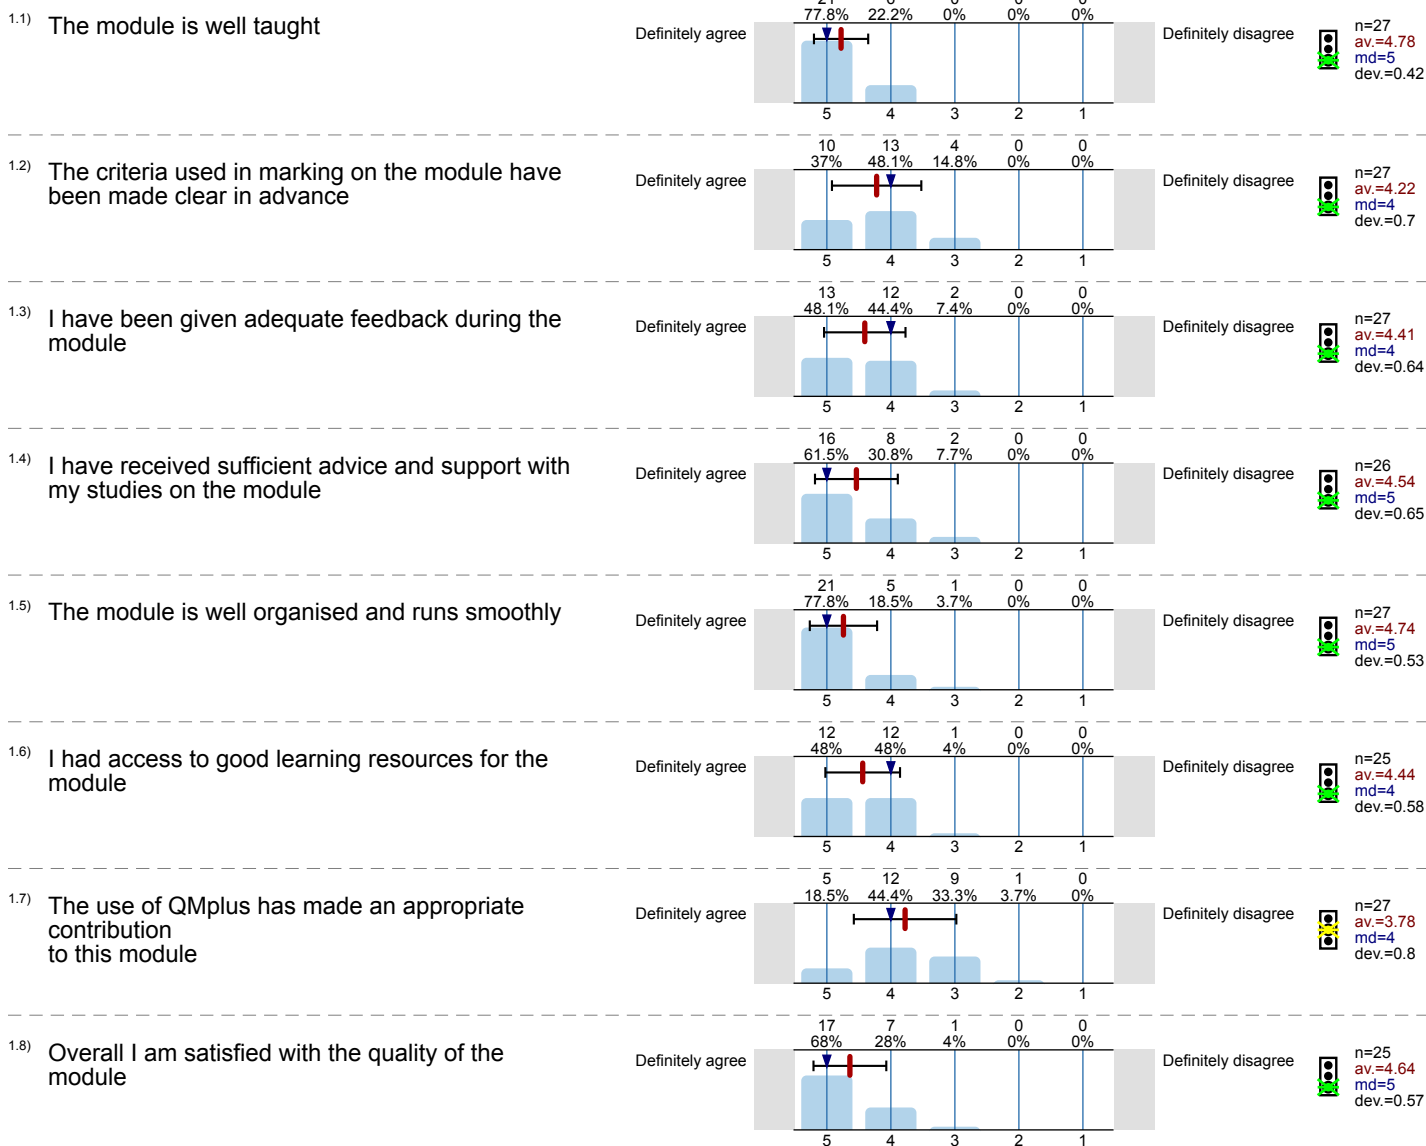 21 6 0 0 0
77.8% 22.2% 0% 0% 0%
1.1) The module is well taught
Definitely agree
Definitely disagree
n=27
av.=4.78
md=5
dev.=0.42
5 4 3 2 1
10 13 4 0 0
37% 48.1% 14.8% 0% 0%
1.2) The criteria used in marking on the module have
been made clear in advance
Definitely agree
Definitely disagree
n=27
av.=4.22
md=4
dev.=0.7
5 4 3 2 1
13 12 2 0 0
48.1% 44.4% 7.4% 0% 0%
1.3) I have been given adequate feedback during the
module
Definitely agree
Definitely disagree
n=27
av.=4.41
md=4
dev.=0.64
5 4 3 2 1
16 8 2 0 0
61.5% 30.8% 7.7% 0% 0%
1.4) I have received sufficient advice and support with
my studies on the module
Definitely agree
Definitely disagree
n=26
av.=4.54
md=5
dev.=0.65
5 4 3 2 1
21 5 1 0 0
77.8% 18.5% 3.7% 0% 0%
1.5) The module is well organised and runs smoothly
Definitely agree
Definitely disagree
n=27
av.=4.74
md=5
dev.=0.53
5 4 3 2 1
12 12 1 0 0
48% 48% 4% 0% 0%
1.6) I had access to good learning resources for the
module
Definitely agree
Definitely disagree
n=25
av.=4.44
md=4
dev.=0.58
5 4 3 2 1
5 12 9 1 0
18.5% 44.4% 33.3% 3.7% 0%
1.7) The use of QMplus has made an appropriate
contribution
to this module
Definitely agree
Definitely disagree
n=27
av.=3.78
md=4
dev.=0.8
5 4 3 2 1
17 7 1 0 0
68% 28% 4% 0% 0%
1.8) Overall I am satisfied with the quality of the
module
Definitely agree
Definitely disagree
n=25
av.=4.64
md=5
dev.=0.57
5 4 3 2 1